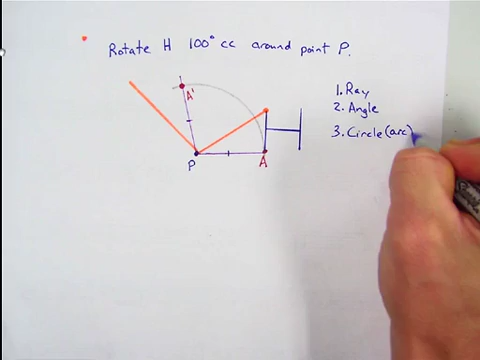 Rotate H 100° cc around point P.
1. Ray
2. Angle
3. Circle (arc)
A'
P
A